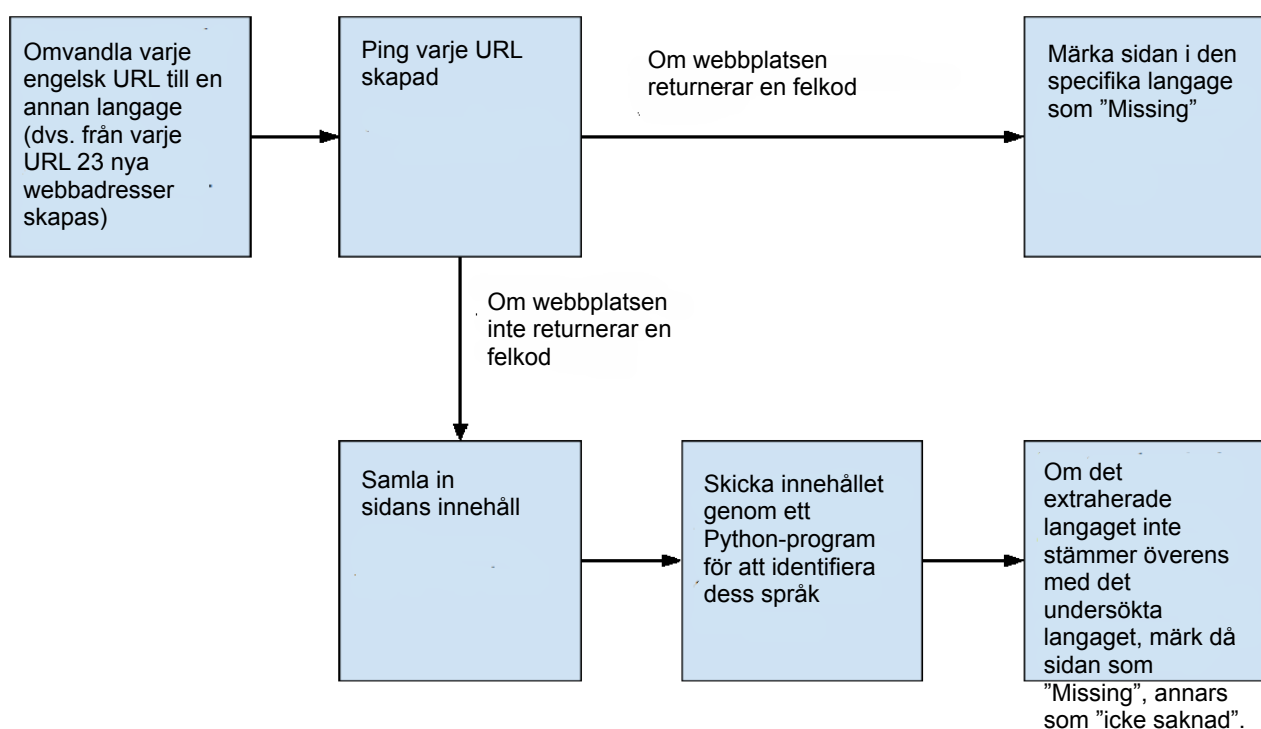 Omvandla varje
engelsk URL till en
annan langage
(dvs. från varje
URL 23 nya
webbadresser
skapas)
Ping varje URL
skapad
Om webbplatsen
returnerar en felkod
Märka sidan i den
specifika langage
som ”Missing”
Om webbplatsen
inte returnerar en
felkod
Samla in
sidans innehåll
Skicka innehållet
genom ett
Python-program
för att identifiera
dess språk
Om det
extraherade
langaget inte
stämmer överens
med det
undersökta
langaget, märk då
sidan som
”Missing”, annars
som ”icke saknad”.